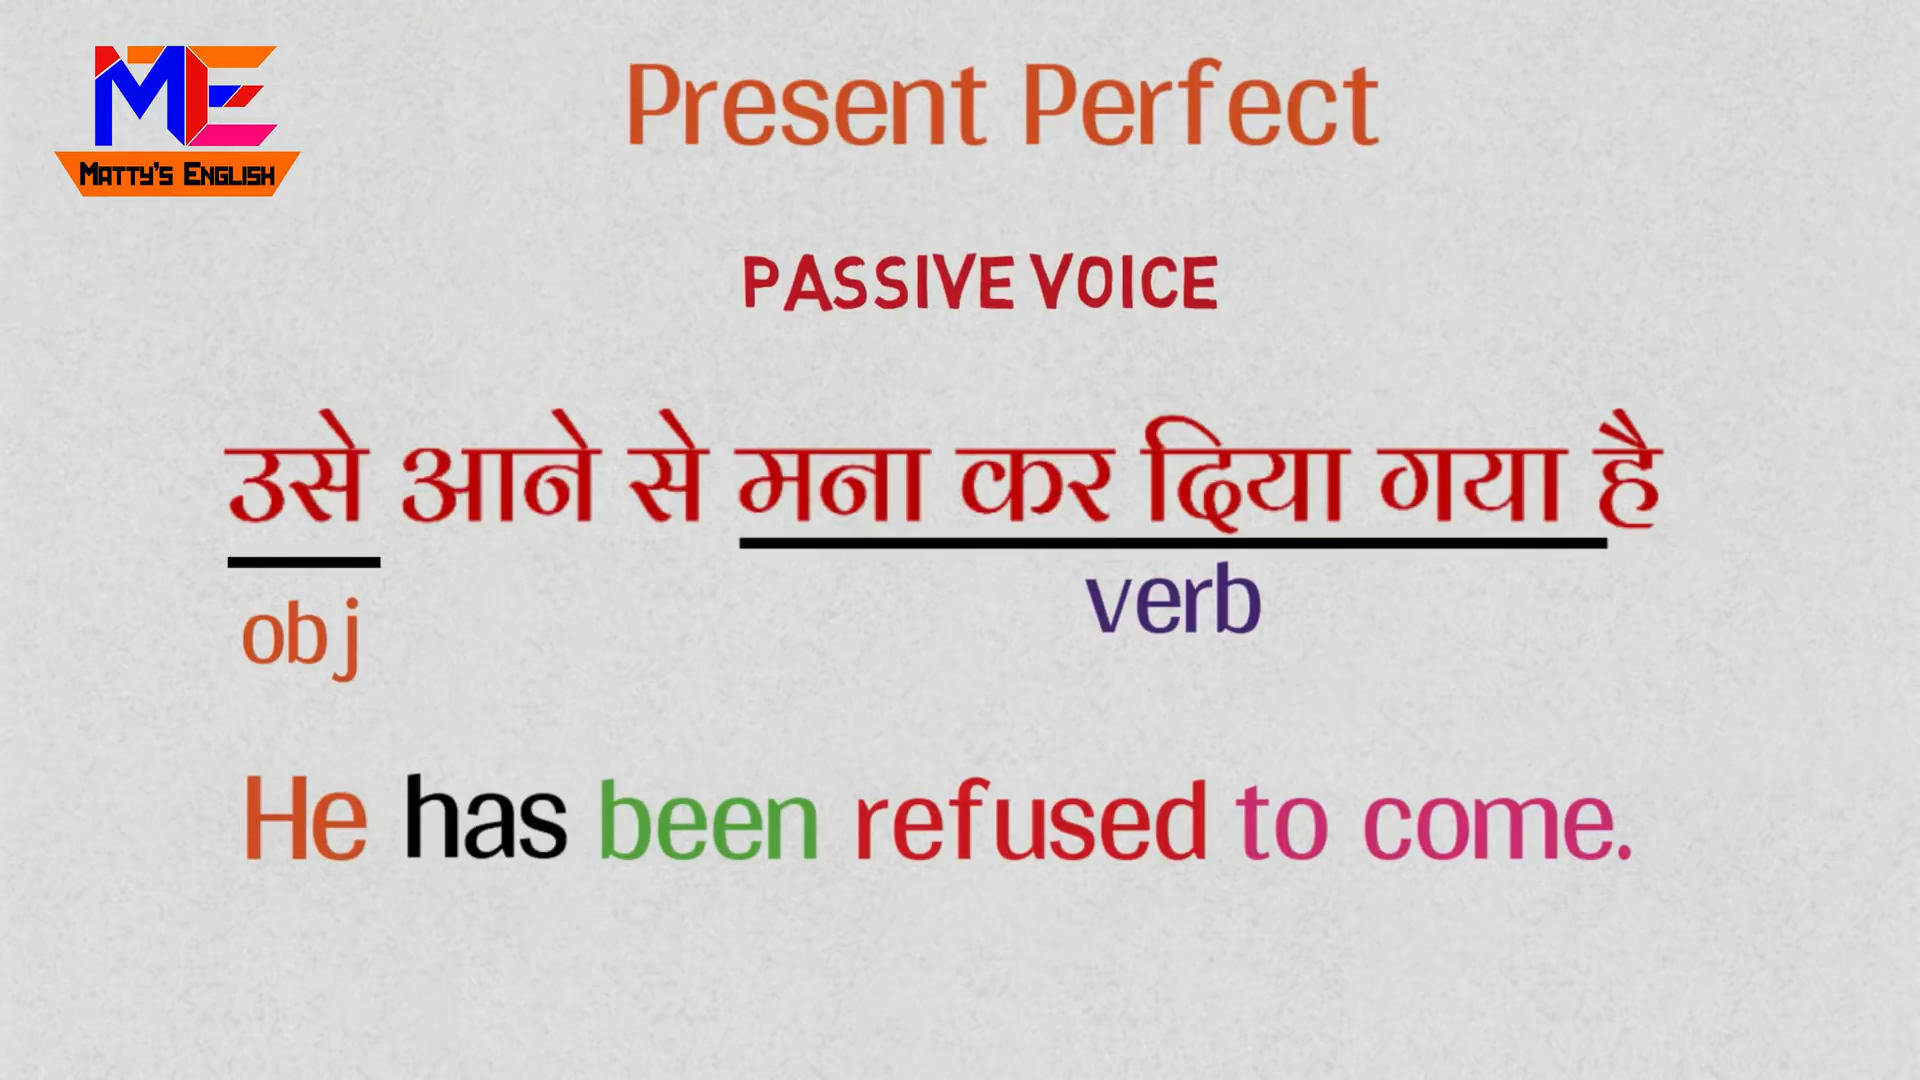 ME
Matty's English
Present Perfect
PASSIVE VOICE
उसे आने से मना कर दिया गया है
obj
verb
He has been refused to come.